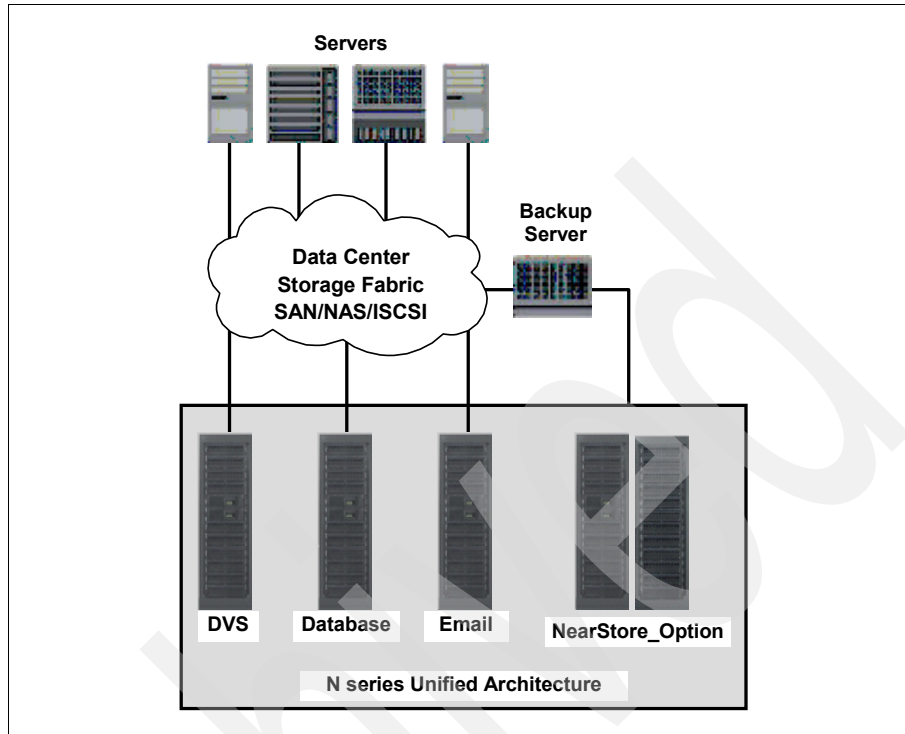 Servers
Backup
Server
Data Center
Storage Fabric
SAN/NAS/ISCSI
DVS
Database
Email
NearStore_Option
N series Unified Architecture